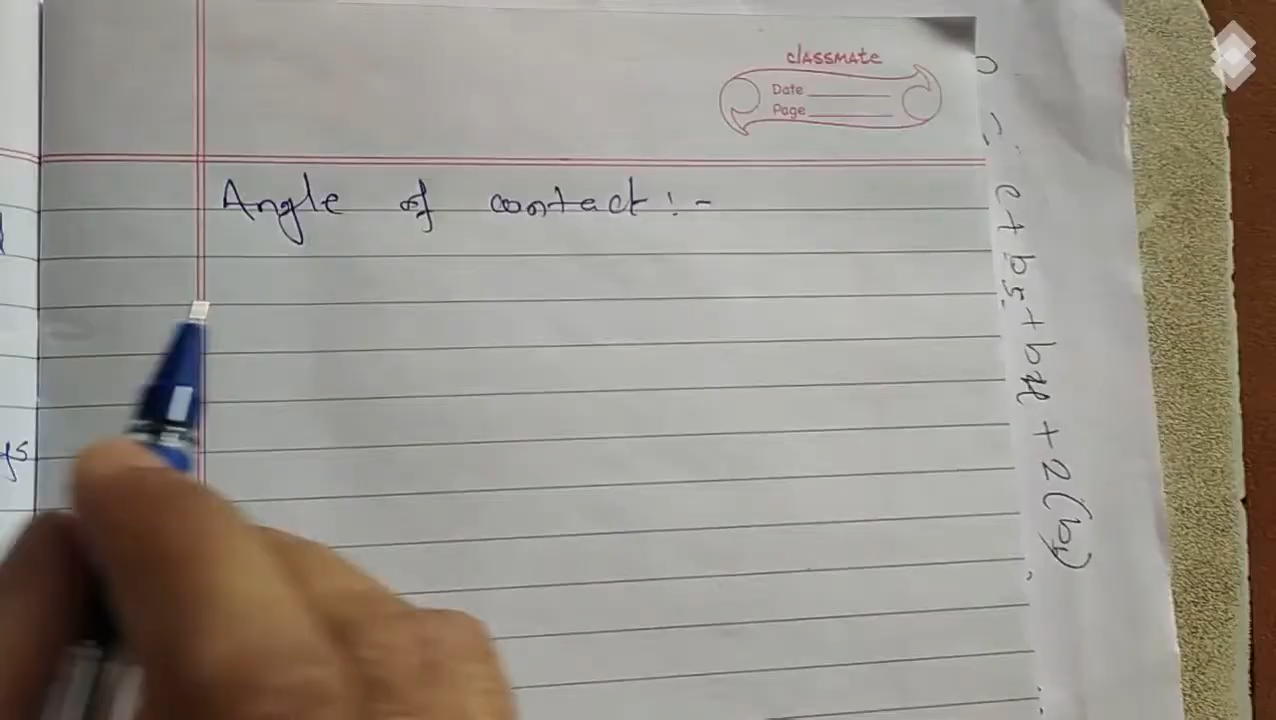 classmate
Date
Page
Angle of contact :-